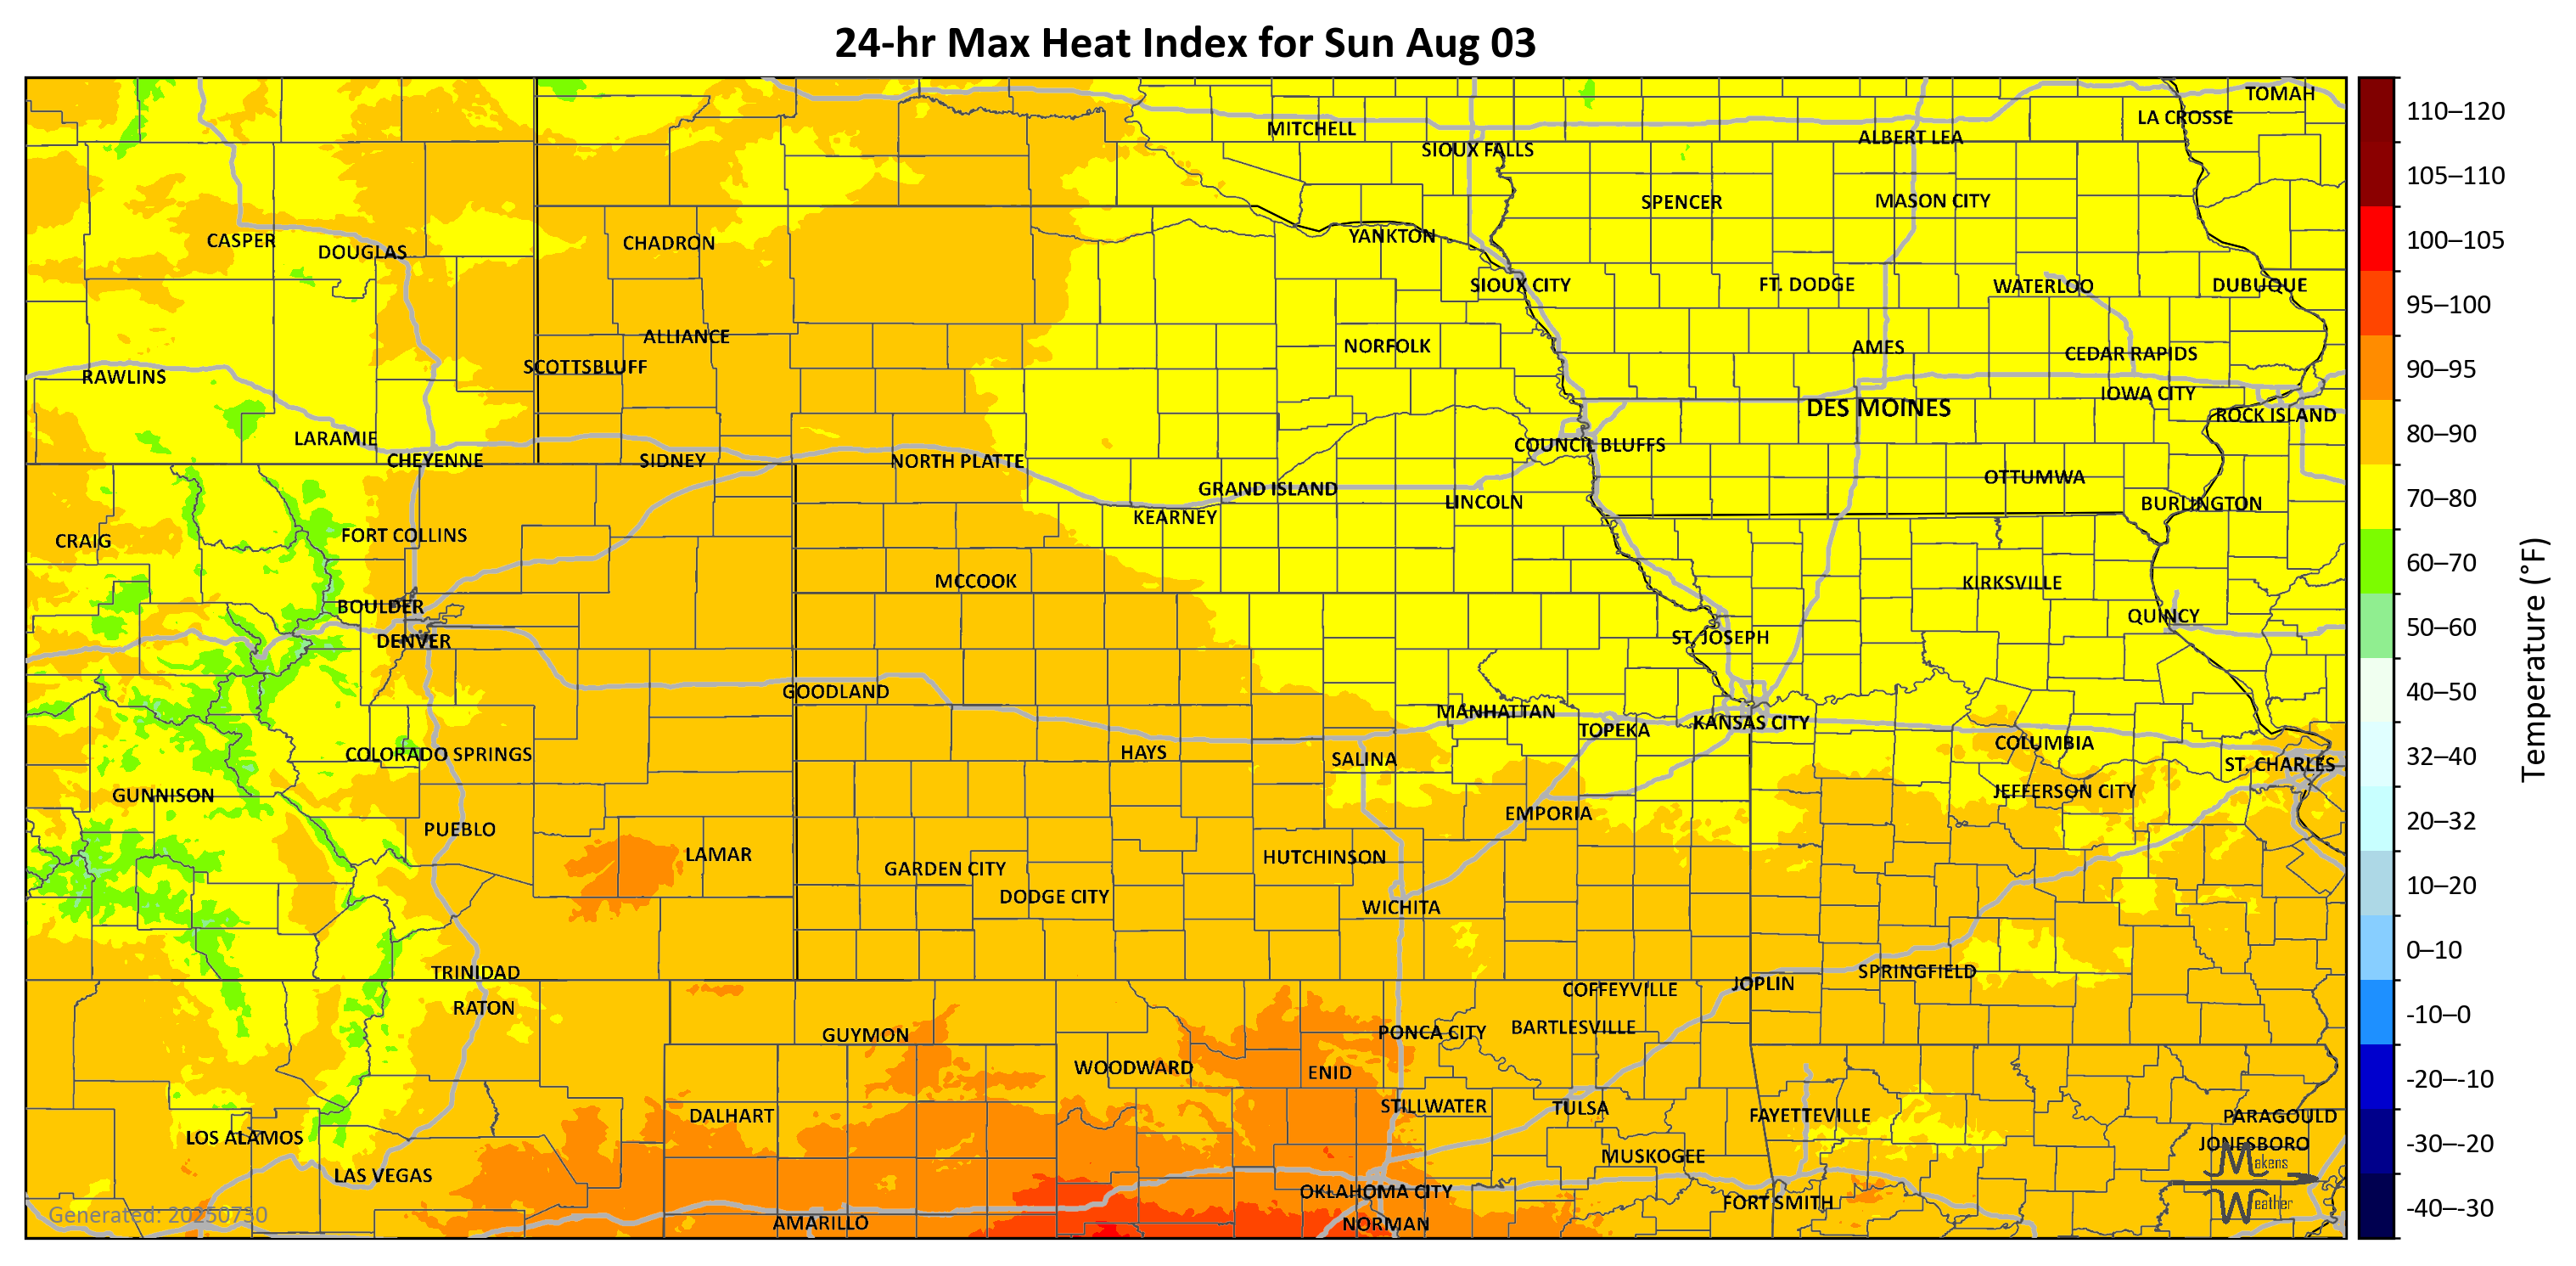 24-hr Max Heat Index for Sun Aug 03
TOMAH
LA CROSSE
MITCHELL
ALBERT LEA
SIOUX FALLS
SPENCER
MASON CITY
CASPER
DOUGLAS
CHADRON
YANKTON
SIOUX CITY
FT. DODGE
WATERLOO
DUBUQUE
ALLIANCE
NORFOLK
AMES
CEDAR RAPIDS
SCOTTSBLUFF
RAWLINS
IOWA CITY
DES MOINES
ROCK ISLAND
LARAMIE
COUNCIL BLUFFS
CHEYENNE
SIDNEY
NORTH PLATTE
OTTUMWA
GRAND ISLAND
LINCOLN
BURLINGTON
KEARNEY
FORT COLLINS
CRAIG
MCCOOK
KIRKSVILLE
BOULDER
QUINCY
DENVER
ST. JOSEPH
GOODLAND
MANHATTAN
KANSAS CITY
TOPEKA
COLUMBIA
COLORADO SPRINGS
HAYS
SALINA
ST. CHARLES
GUNNISON
JEFFERSON CITY
EMPORIA
PUEBLO
LAMAR
HUTCHINSON
GARDEN CITY
DODGE CITY
WICHITA
TRINIDAD
SPRINGFIELD
JOPLIN
COFFEYVILLE
RATON
GUYMON
PONCA CITY
BARTLESVILLE
WOODWARD
ENID
STILLWATER
TULSA
DALHART
FAYETTEVILLE
PARAGOULD
LOS ALAMOS
JONESBORO
MUSKOGEE
LAS VEGAS
OKLAHOMA CITY
FORT SMITH
AMARILLO
NORMAN
Generated: 20250730
Makens
Weather
110–120
105–110
100–105
95–100
90–95
80–90
70–80
60–70
50–60
40–50
32–40
20–32
10–20
0–10
-10–0
-20–-10
-30–-20
-40–-30
Temperature (°F)